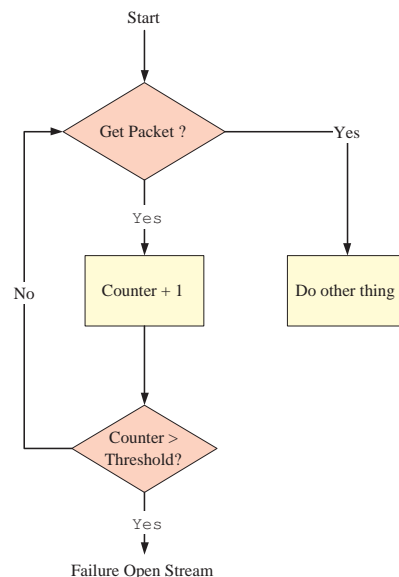 Start
Get Packet ?
Yes
Yes
Counter + 1
Do other thing
No
Counter >
Threshold?
Yes
Failure Open Stream